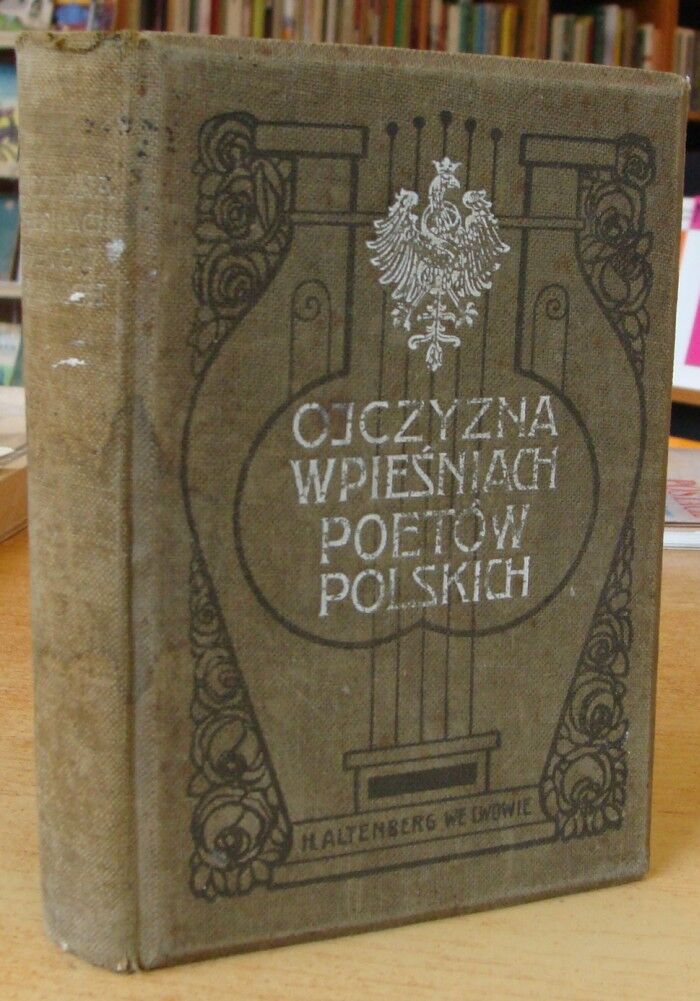 OJCZYZNA
W PIEŚNIACH
POETÓW
POLSKICH
H. ALTENBERG WE LWOWIE